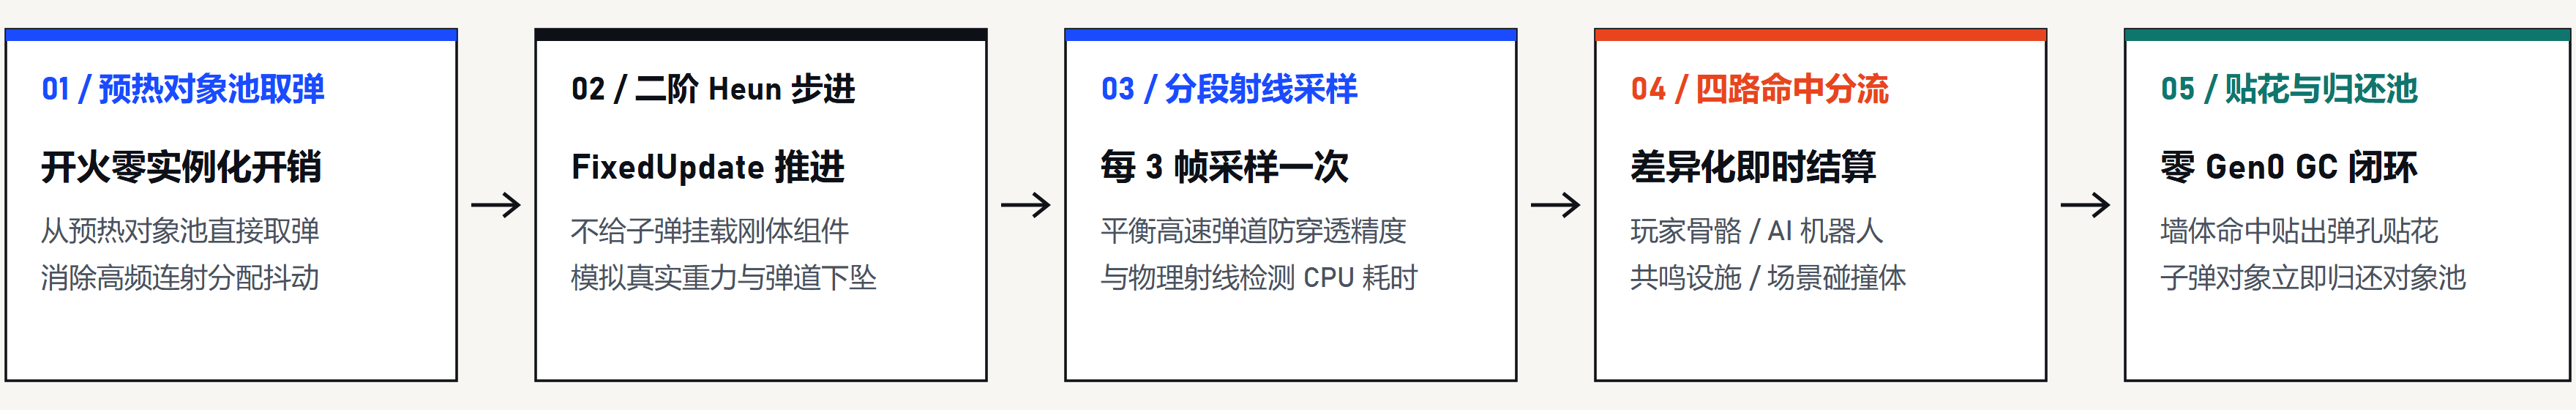 01 / 预热对象池取弹
开火零实例化开销
从预热对象池直接取弹
消除高频连射分配抖动
02 / 二阶 Heun 步进
FixedUpdate 推进
不给子弹挂载刚体组件
模拟真实重力与弹道下坠
03 / 分段射线采样
每 3 帧采样一次
平衡高速弹道防穿透精度
与物理射线检测 CPU 耗时
04 / 四路命中分流
差异化即时结算
玩家骨骼 / AI 机器人
共鸣设施 / 场景碰撞体
05 / 贴花与归还池
零 Gen0 GC 闭环
墙体命中贴出弹孔贴花
子弹对象立即归还对象池